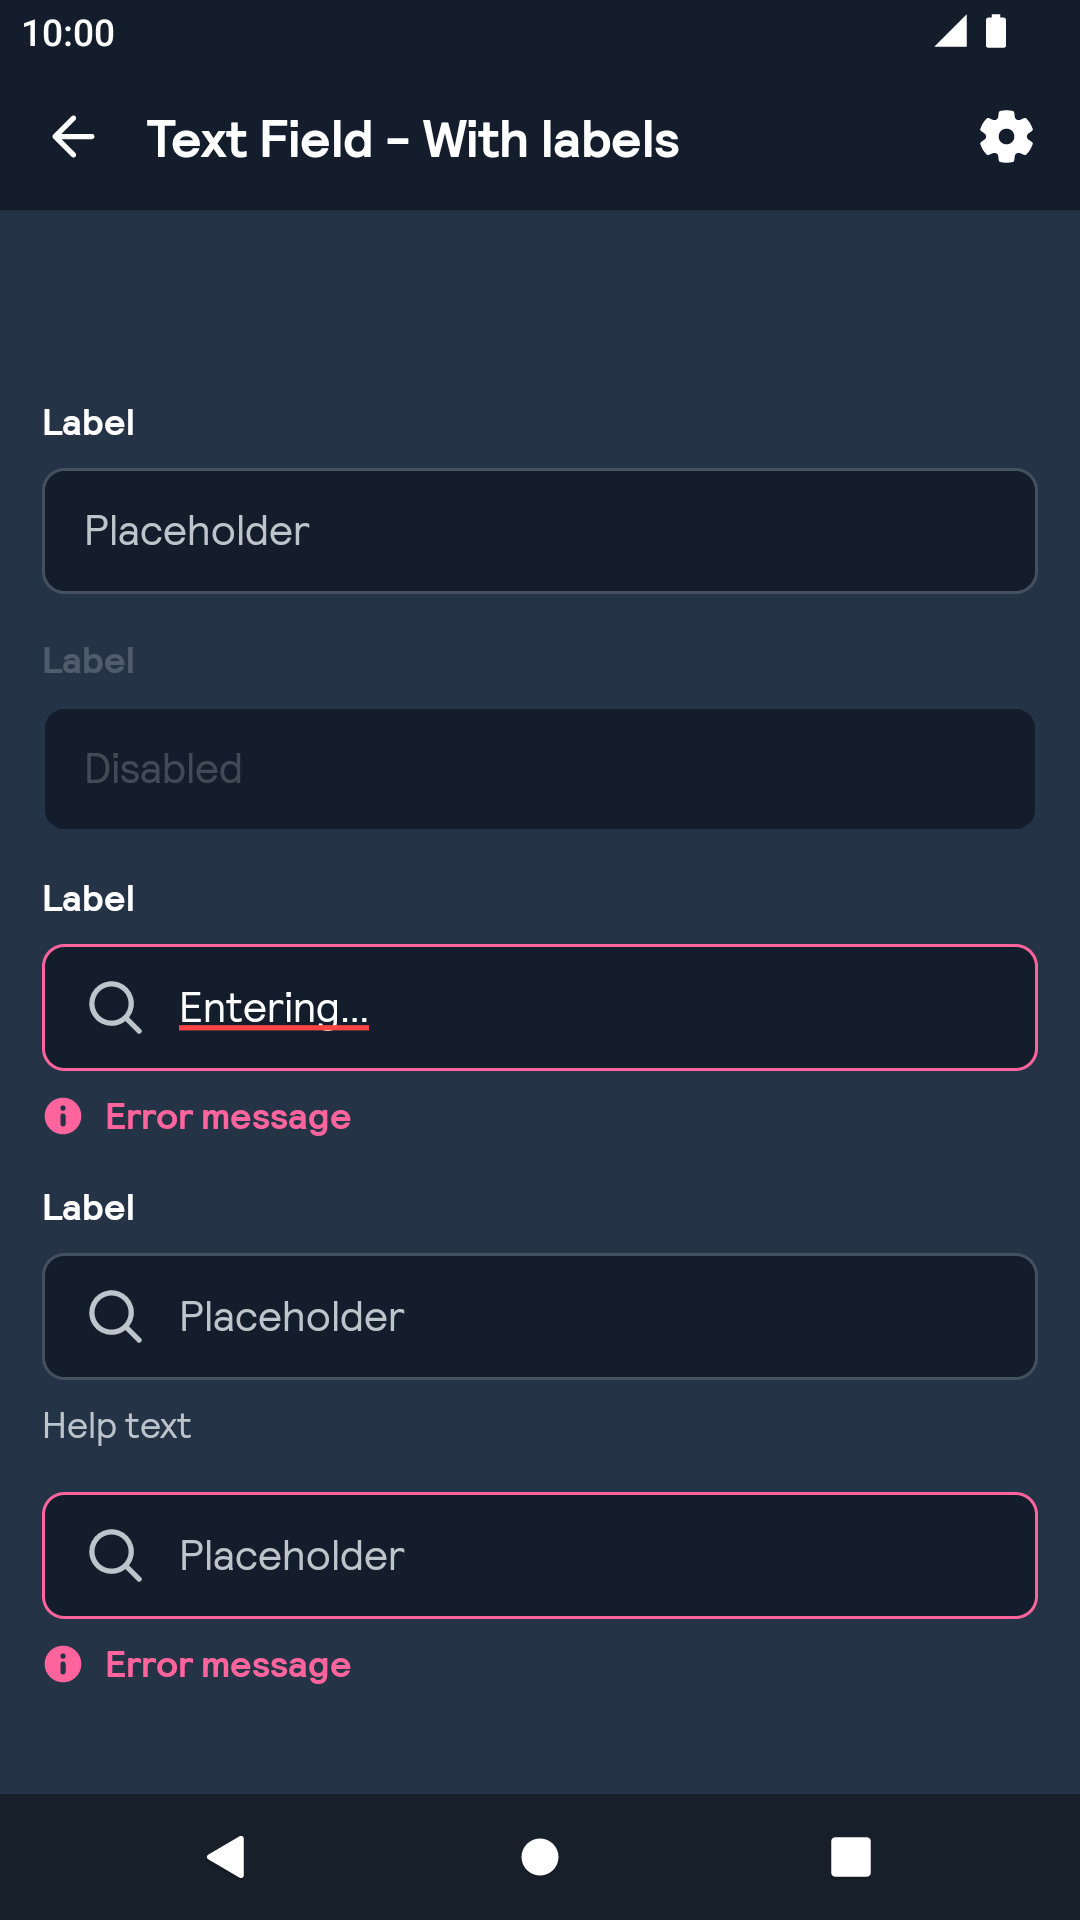 10:00
Text Field - With labels
Label
Placeholder
Label
Disabled
Label
Entering...
Error message
Label
Placeholder
Help text
Placeholder
Error message